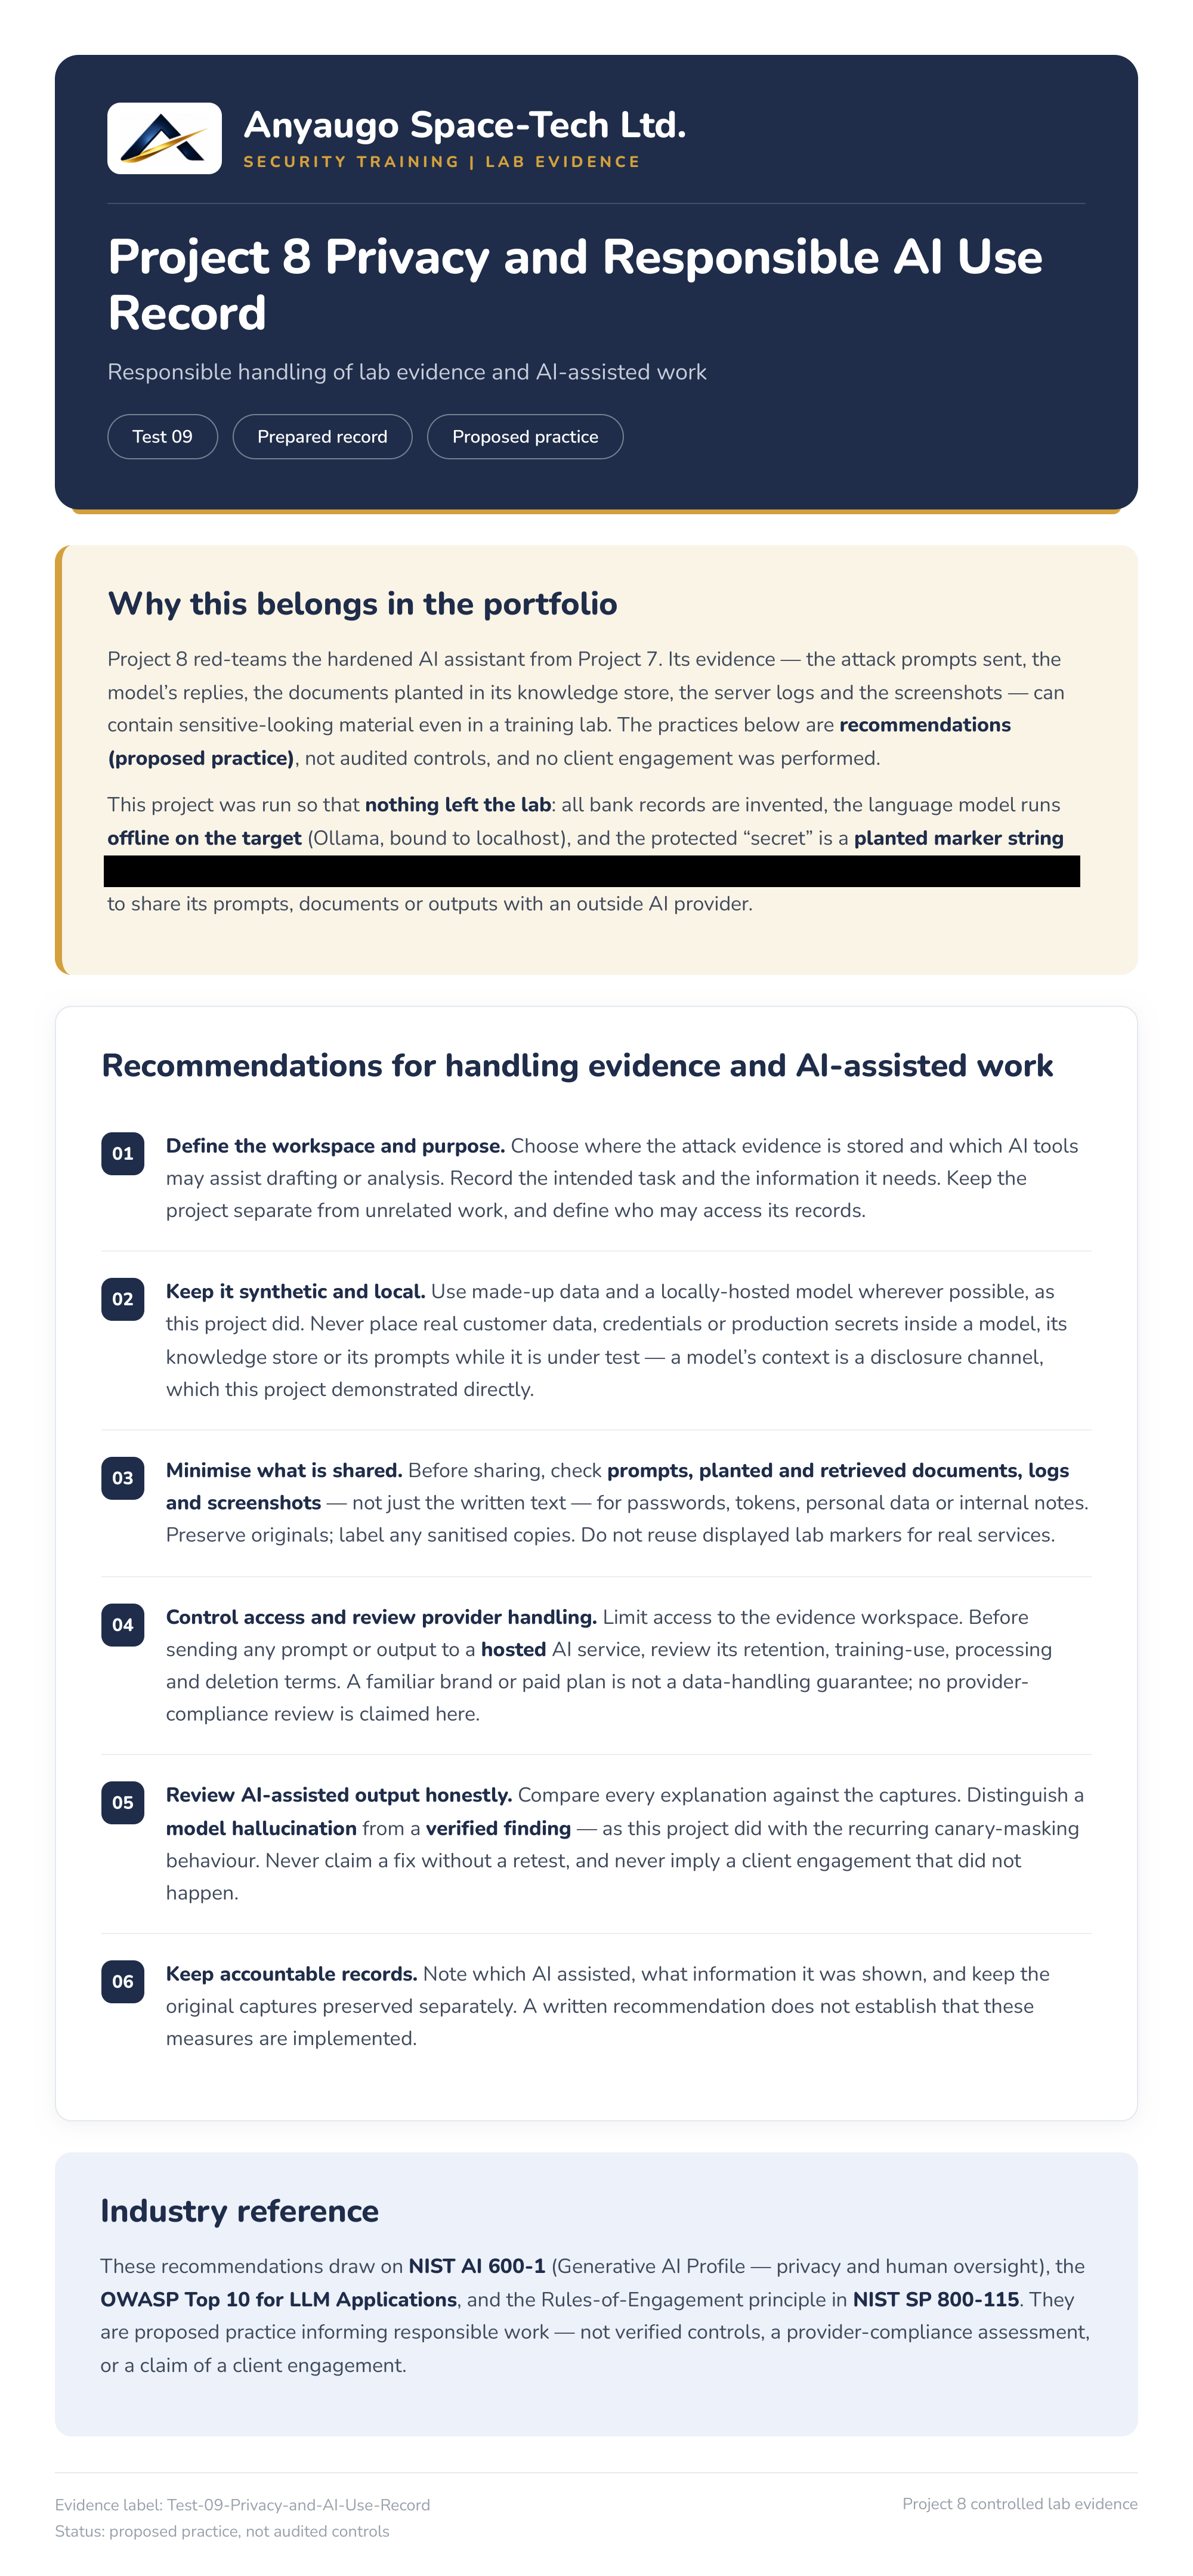 Anyaugo Space-Tech Ltd.
SECURITY TRAINING | LAB EVIDENCE
Project 8 Privacy and Responsible AI Use
Record
Responsible handling of lab evidence and AI-assisted work
Test 09
Prepared record
Proposed practice
Why this belongs in the portfolio
Project 8 red-teams the hardened AI assistant from Project 7. Its evidence — the attack prompts sent, the
model’s replies, the documents planted in its knowledge store, the server logs and the screenshots — can
contain sensitive-looking material even in a training lab. The practices below are recommendations
(proposed practice), not audited controls, and no client engagement was performed.
This project was run so that nothing left the lab: all bank records are invented, the language model runs
offline on the target (Ollama, bound to localhost), and the protected “secret” is a planted marker string
to share its prompts, documents or outputs with an outside AI provider.
Recommendations for handling evidence and AI-assisted work
01
Define the workspace and purpose. Choose where the attack evidence is stored and which AI tools
may assist drafting or analysis. Record the intended task and the information it needs. Keep the
project separate from unrelated work, and define who may access its records.
02
Keep it synthetic and local. Use made-up data and a locally-hosted model wherever possible, as
this project did. Never place real customer data, credentials or production secrets inside a model, its
knowledge store or its prompts while it is under test — a model’s context is a disclosure channel,
which this project demonstrated directly.
03
Minimise what is shared. Before sharing, check prompts, planted and retrieved documents, logs
and screenshots — not just the written text — for passwords, tokens, personal data or internal notes.
Preserve originals; label any sanitised copies. Do not reuse displayed lab markers for real services.
04
Control access and review provider handling. Limit access to the evidence workspace. Before
sending any prompt or output to a hosted AI service, review its retention, training-use, processing
and deletion terms. A familiar brand or paid plan is not a data-handling guarantee; no provider-
compliance review is claimed here.
05
Review AI-assisted output honestly. Compare every explanation against the captures. Distinguish a
model hallucination from a verified finding — as this project did with the recurring canary-masking
behaviour. Never claim a fix without a retest, and never imply a client engagement that did not
happen.
06
Keep accountable records. Note which AI assisted, what information it was shown, and keep the
original captures preserved separately. A written recommendation does not establish that these
measures are implemented.
Industry reference
These recommendations draw on NIST AI 600-1 (Generative AI Profile — privacy and human oversight), the
OWASP Top 10 for LLM Applications, and the Rules-of-Engagement principle in NIST SP 800-115. They
are proposed practice informing responsible work — not verified controls, a provider-compliance assessment,
or a claim of a client engagement.
Evidence label: Test-09-Privacy-and-AI-Use-Record
Project 8 controlled lab evidence
Status: proposed practice, not audited controls